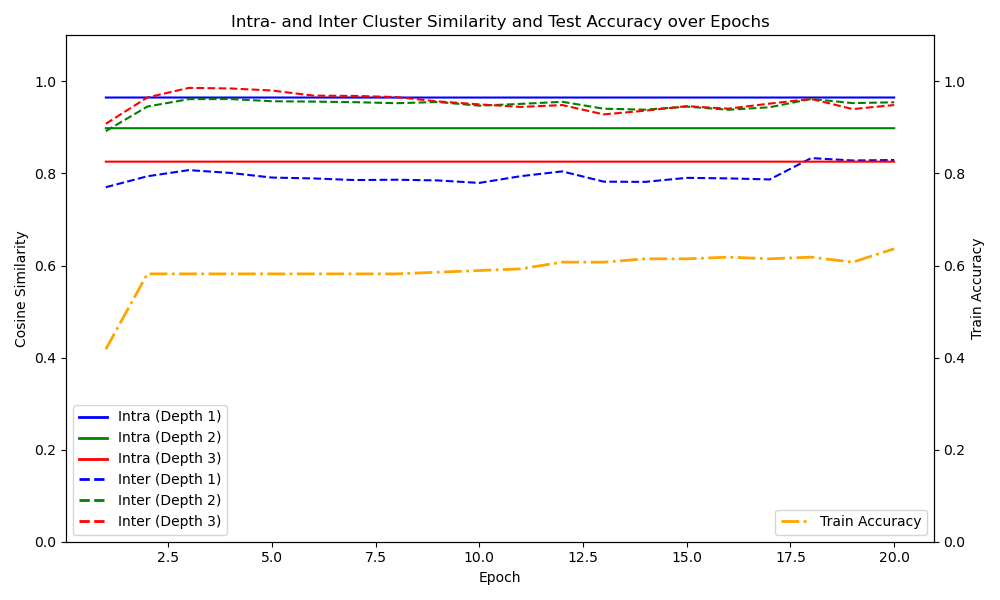 Intra- and Inter Cluster Similarity and Test Accuracy over Epochs
Cosine Similarity
1.0
0.8
0.6
0.4
0.2
0.0
Intra (Depth 1)
Intra (Depth 2)
Intra (Depth 3)
Inter (Depth 1)
Inter (Depth 2)
Inter (Depth 3)
Train Accuracy
1.0
0.8
0.6
0.4
0.2
0.0
Train Accuracy
2.5 5.0 7.5 10.0 12.5 15.0 17.5 20.0
Epoch